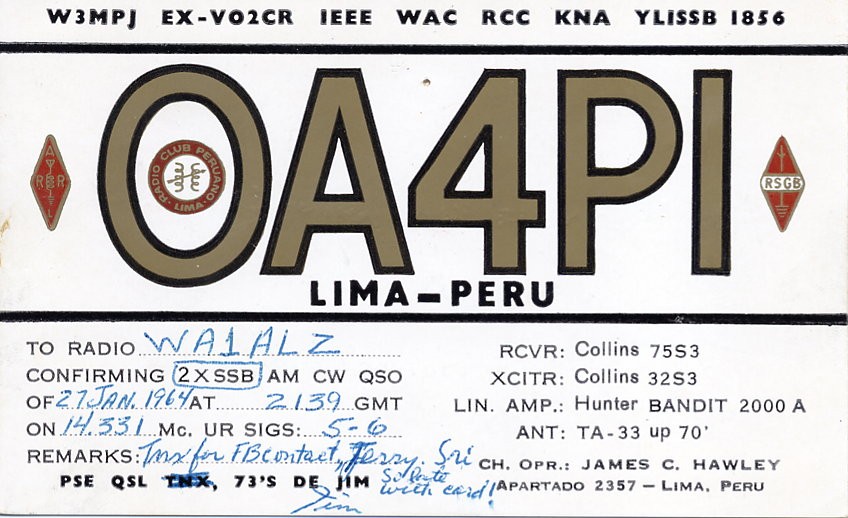 W3MPJ EX-VO2CR IEEE WAC RCC KNA YLISSB 1856
OA4PI
RADIO CLUB PERUANO · LIMA ·
A R R L
RSGB
LIMA – PERU
TO RADIO WA1ALZ
CONFIRMING 2 X SSB AM CW QSO
OF 27 JAN. 1964 AT 2139 GMT
ON 14.331 Mc. UR SIGS: 5-6
REMARKS: Tnx for FB contact, Jerry. Sri
So late
with card!
PSE QSL TNX, 73'S DE JIM
Jim
RCVR: Collins 75S3
XCITR: Collins 32S3
LIN. AMP.: Hunter BANDIT 2000 A
ANT: TA-33 up 70'
CH. OPR.: JAMES C. HAWLEY
APARTADO 2357 – LIMA, PERU